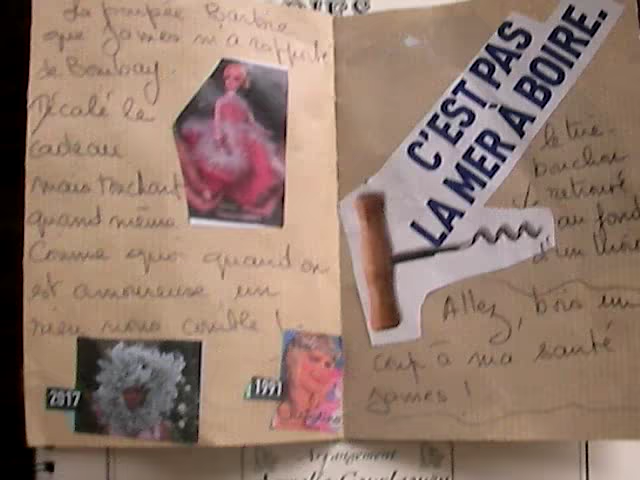 La poupée Barbie
que James m'a rapporté
de Bombay.
Décalé le
cadeau
mais touchant
quand même
Comme quoi quand on
est amoureuse un
rien nous comble !
2017
1991
C'EST PAS
LA MER À BOIRE.
le tire-
bouchon
retrouvé
au fond
d'un tiroir
Allez, bois un
coup à ma santé
James !
Arrangement